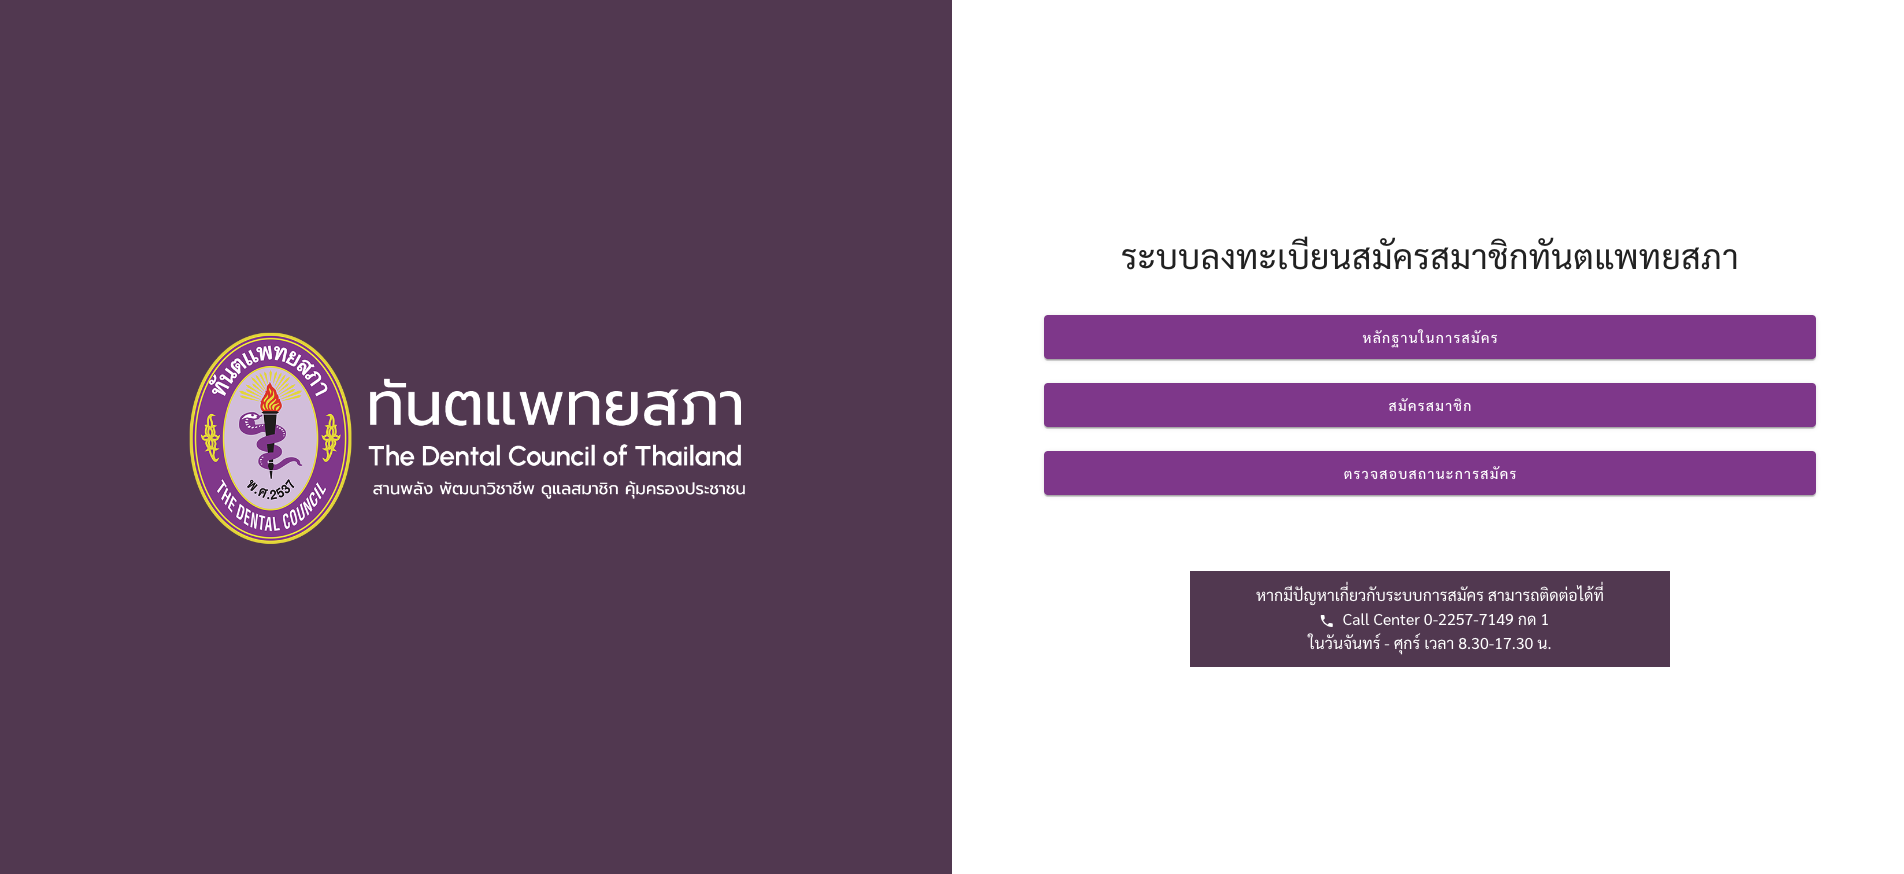 ทันตแพทยสภา
พ.ศ.2537
THE DENTAL COUNCIL
ทันตแพทยสภา
The Dental Council of Thailand
สานพลัง พัฒนาวิชาชีพ ดูแลสมาชิก คุ้มครองประชาชน
ระบบลงทะเบียนสมัครสมาชิกทันตแพทยสภา
หลักฐานในการสมัคร
สมัครสมาชิก
ตรวจสอบสถานะการสมัคร
หากมีปัญหาเกี่ยวกับระบบการสมัคร สามารถติดต่อได้ที่
Call Center 0-2257-7149 กด 1
ในวันจันทร์ - ศุกร์ เวลา 8.30-17.30 น.